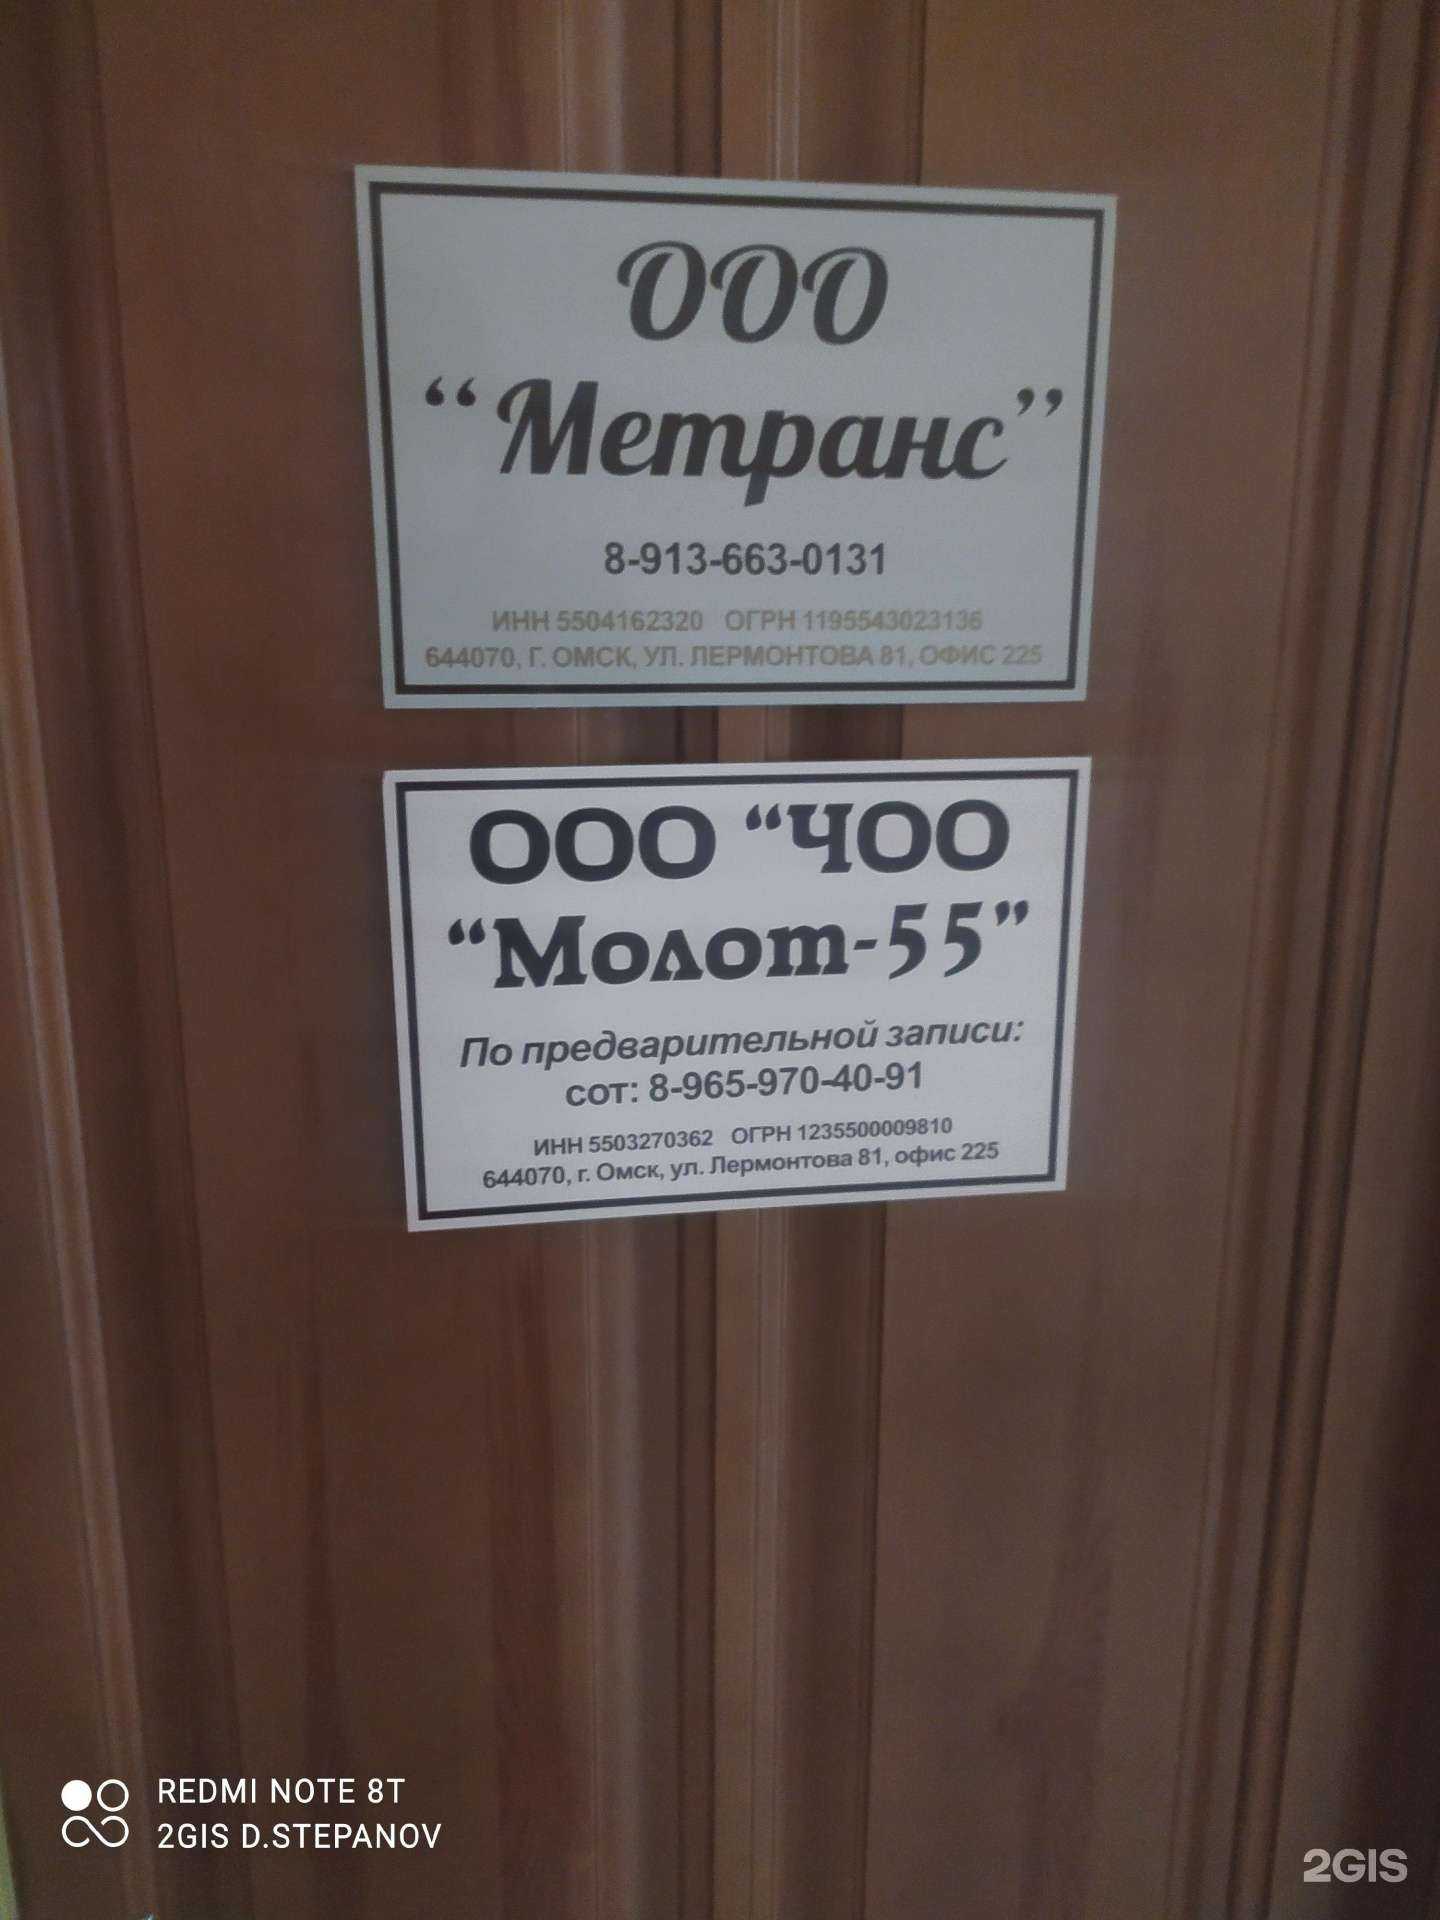 ООО
“Метранс”
8-913-663-0131
ИНН 5504162320 ОГРН 1195543023136
644070, Г. ОМСК, УЛ. ЛЕРМОНТОВА 81, ОФИС 225
ООО “ЧОО
“Молот-55”
По предварительной записи:
сот: 8-965-970-40-91
ИНН 5503270362 ОГРН 1235500009810
644070, г. Омск, ул. Лермонтова 81, офис 225
REDMI NOTE 8T
2GIS D.STEPANOV
2GIS